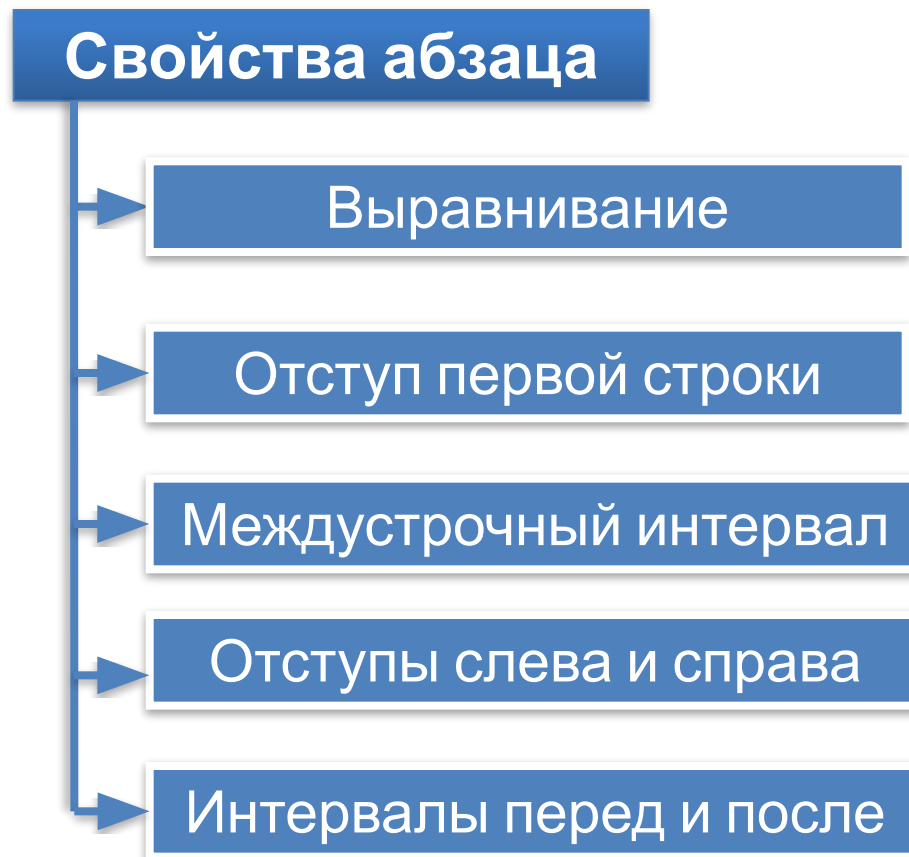 Свойства абзаца
Выравнивание
Отступ первой строки
Междустрочный интервал
Отступы слева и справа
Интервалы перед и после